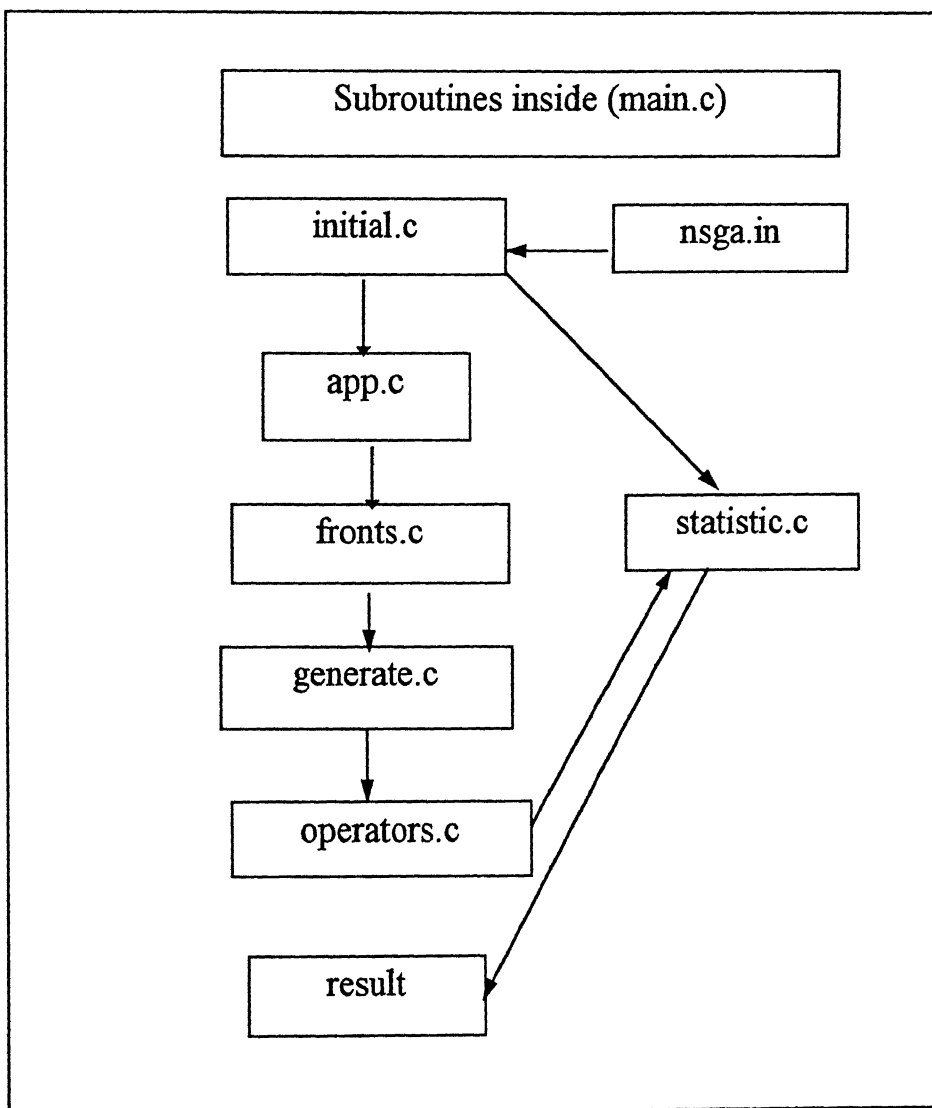 Subroutines inside (main.c)
initial.c
nsga.in
app.c
fronts.c
statistic.c
generate.c
operators.c
result